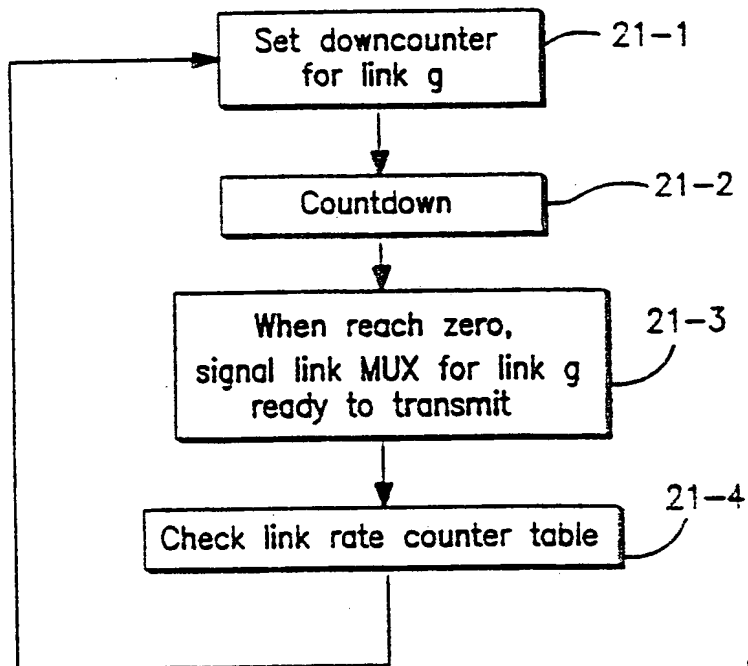 Set downcounter
for link g
21-1
Countdown
21-2
When reach zero,
signal link MUX for link g
ready to transmit
21-3
Check link rate counter table
21-4